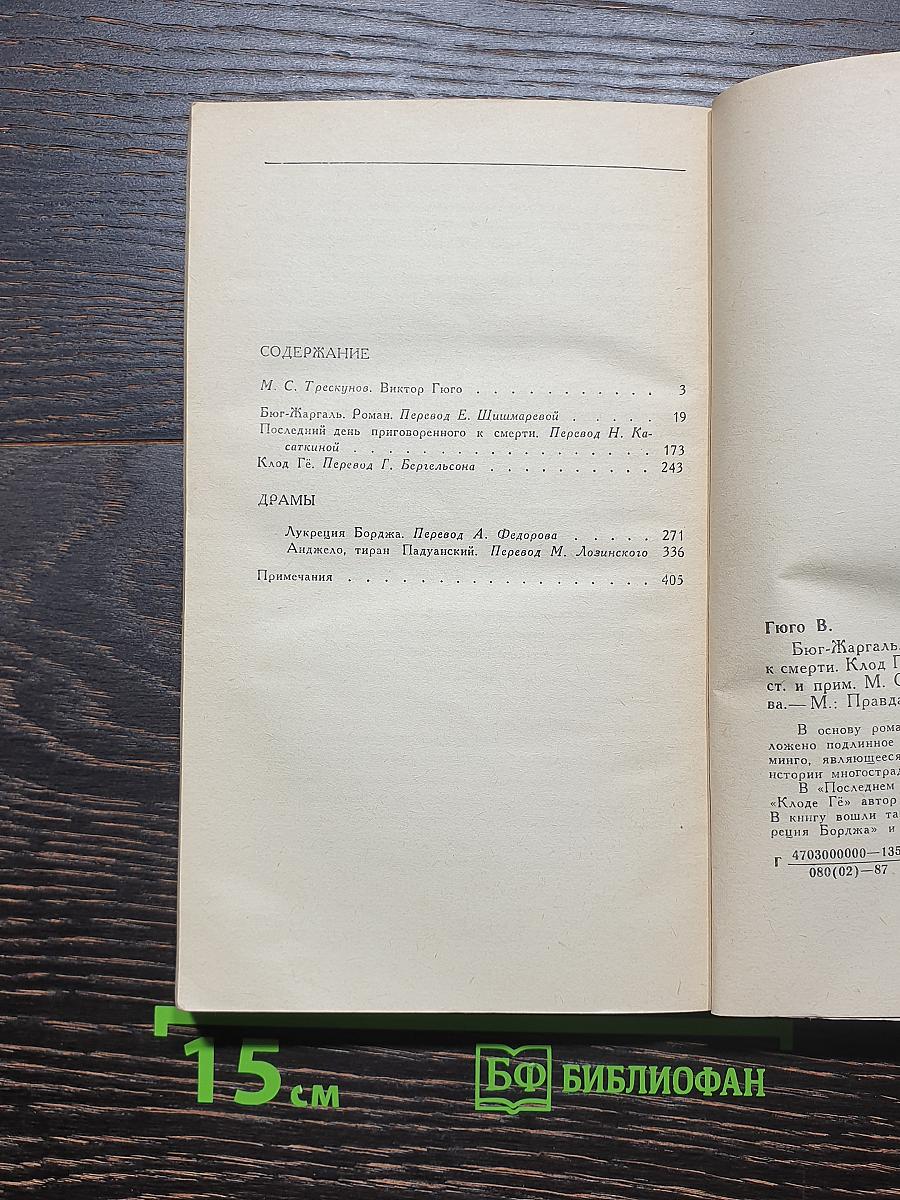 СОДЕРЖАНИЕ
М. С. Трескунов. Виктор Гюго . . . . . . . . . . . 3
Бюг-Жаргаль. Роман. Перевод Е. Шишмаревой . . . . . 19
Последний день приговоренного к смерти. Перевод Н. Ка-
саткиной . . . . . . . . . . . . . . . . . . . 173
Клод Гё. Перевод Г. Бергельсона . . . . . . . . . . 243
ДРАМЫ
Лукреция Борджа. Перевод А. Федорова . . . . . 271
Анджело, тиран Падуанский. Перевод М. Лозинского 336
Примечания . . . . . . . . . . . . . . . . . . . 405
Гюго В.
Бюг-Жаргаль.
к смерти. Клод Г
ст. и прим. М. С
ва.— М.: Правда
В основу рома
ложено подлинное
минго, являющееся
истории многострад
В «Последнем
«Клоде Гё» автор
В книгу вошли та
реция Борджа» и
Г 4703000000—135
080(02)—87
15 см
БФ БИБЛИОФАН